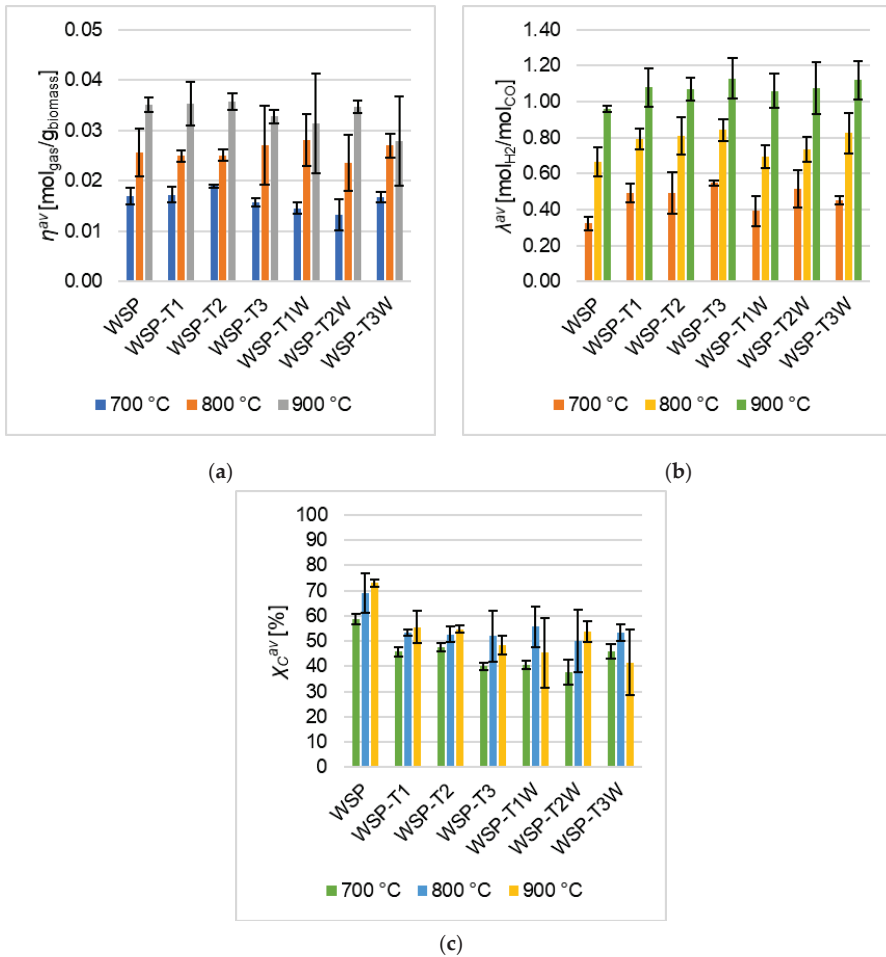 η^av [mol_gas/g_biomass]
0.05
0.04
0.03
0.02
0.01
0.00
WSP
WSP-T1
WSP-T2
WSP-T3
WSP-T1W
WSP-T2W
WSP-T3W
700 °C 800 °C 900 °C
(a)
λ^av [mol_H2/mol_CO]
1.40
1.20
1.00
0.80
0.60
0.40
0.20
0.00
WSP
WSP-T1
WSP-T2
WSP-T3
WSP-T1W
WSP-T2W
WSP-T3W
700 °C 800 °C 900 °C
(b)
χ_C^av [%]
100
90
80
70
60
50
40
30
20
10
0
WSP
WSP-T1
WSP-T2
WSP-T3
WSP-T1W
WSP-T2W
WSP-T3W
700 °C 800 °C 900 °C
(c)